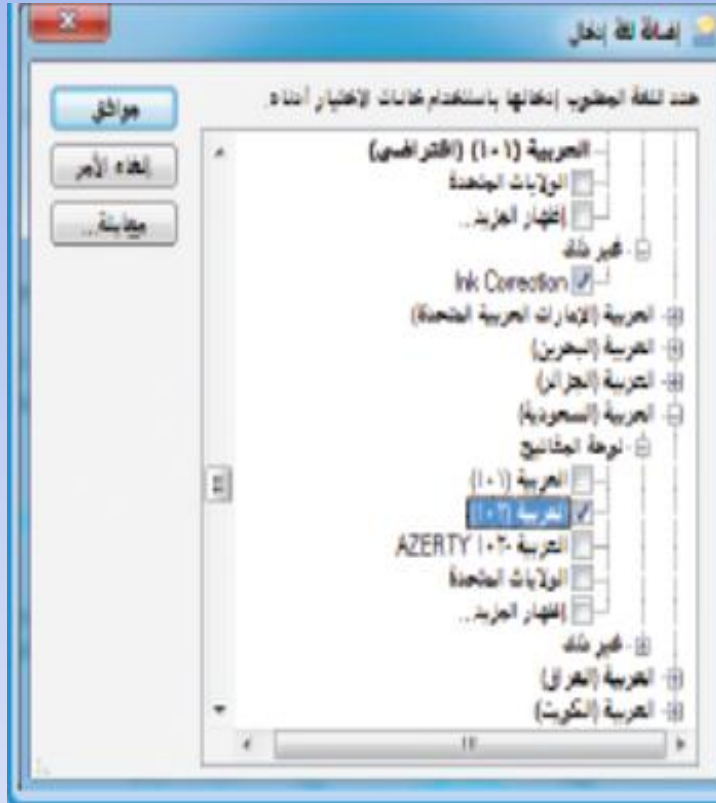 إضافة لغة إدخال
حدد اللغة المطلوب إدخالها باستخدام خانات الاختيار أدناه.
موافق
إلغاء الأمر
معاينة...
العربية (١٠١) (افتراضي)
الولايات المتحدة
إظهار المزيد...
غير ذلك
Ink Correction
العربية (الإمارات العربية المتحدة)
العربية (البحرين)
العربية (الجزائر)
العربية (السعودية)
لوحة المفاتيح
العربية (١٠١)
العربية (١٠٢)
العربية ١٠٢- AZERTY
الولايات المتحدة
إظهار المزيد...
غير ذلك
العربية (العراق)
العربية (الكويت)